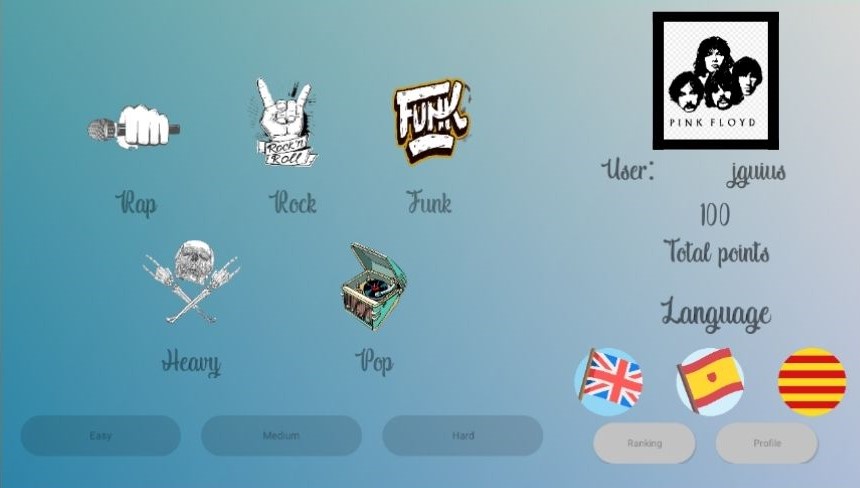 PINK FLOYD
User: jguius
100
Total points
Language
Rap
Rock'n
Roll
Rock
FUNK
Funk
Heavy
Pop
Easy
Medium
Hard
Ranking
Profile